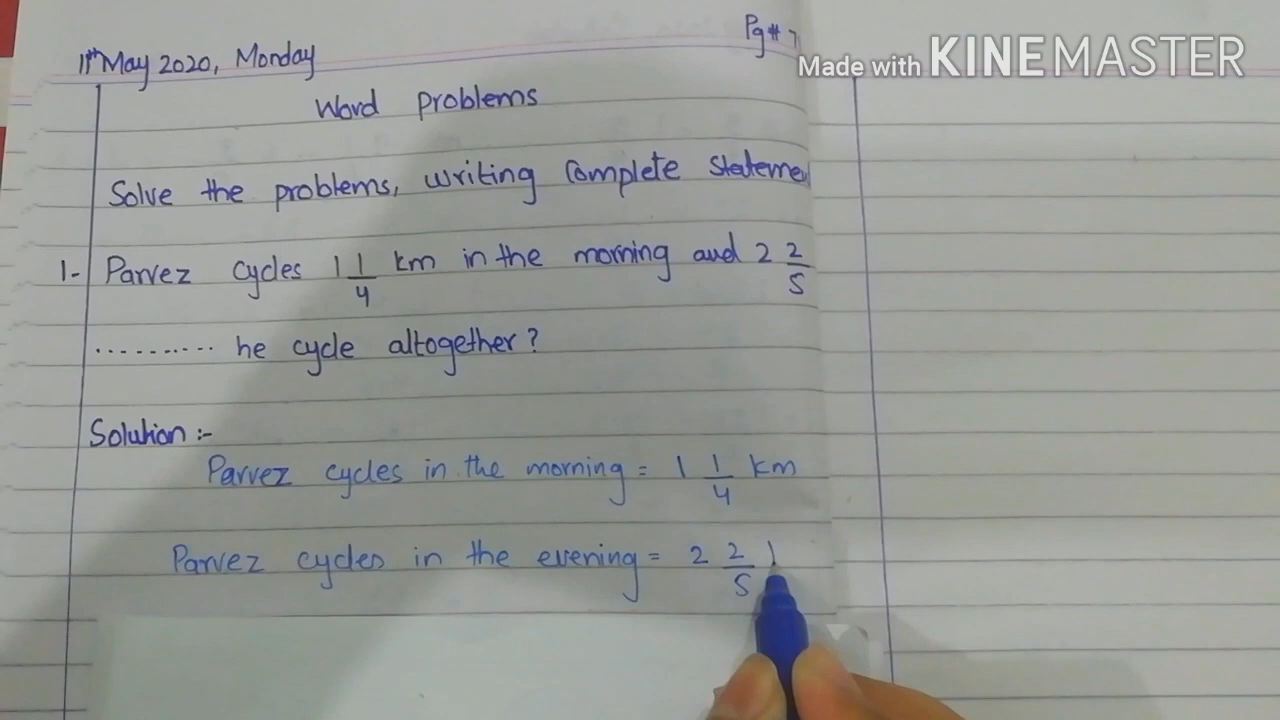 11th May 2020, Monday
Pg# 7
Made with KINEMASTER
Word problems
Solve the problems, writing Complete Stateme
1- Parvez cycles 1 1/4 km in the morning and 2 2/5
.......... he cycle altogether?
Solution :-
Parvez cycles in the morning = 1 1/4 km
Parvez cycles in the evening = 2 2/5